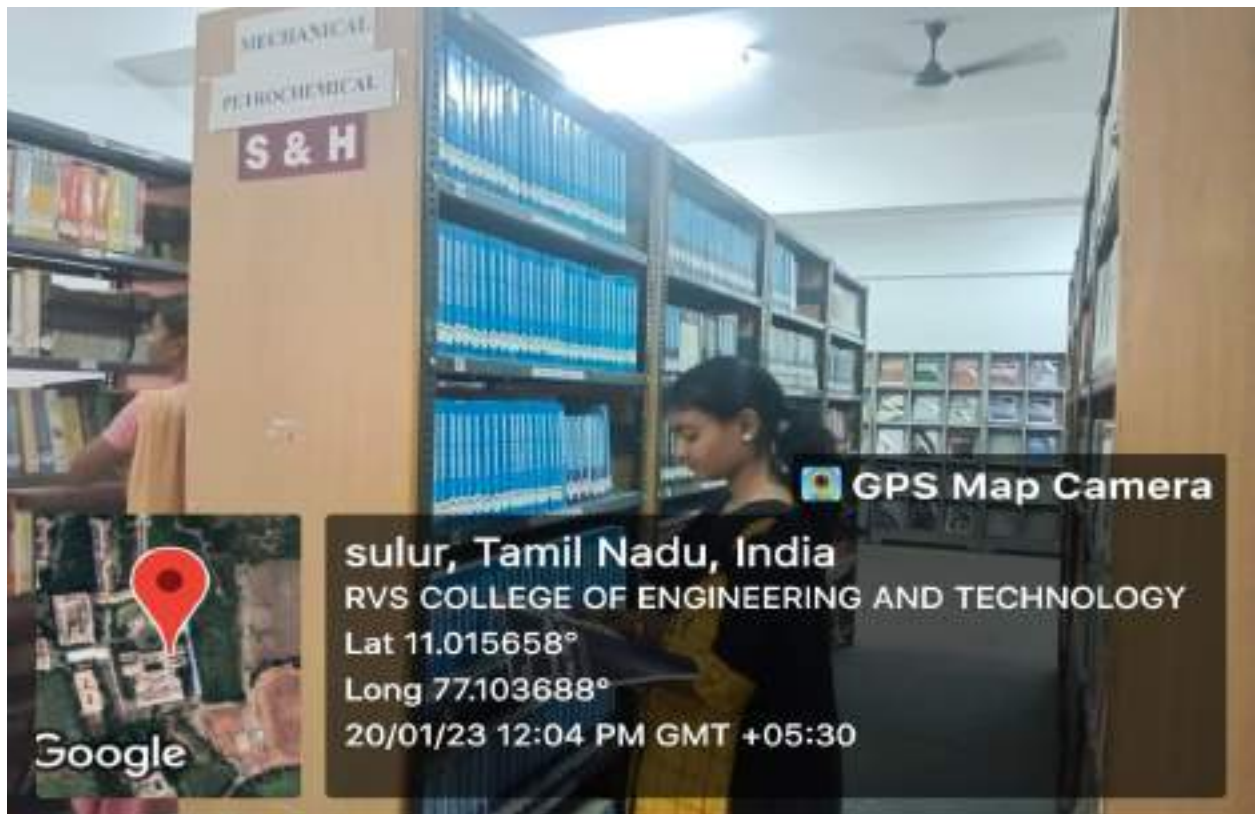 MECHANICAL
PETROCHEMICAL
S & H
GPS Map Camera
sulur, Tamil Nadu, India
RVS COLLEGE OF ENGINEERING AND TECHNOLOGY
Lat 11.015658°
Long 77.103688°
20/01/23 12:04 PM GMT +05:30
Google